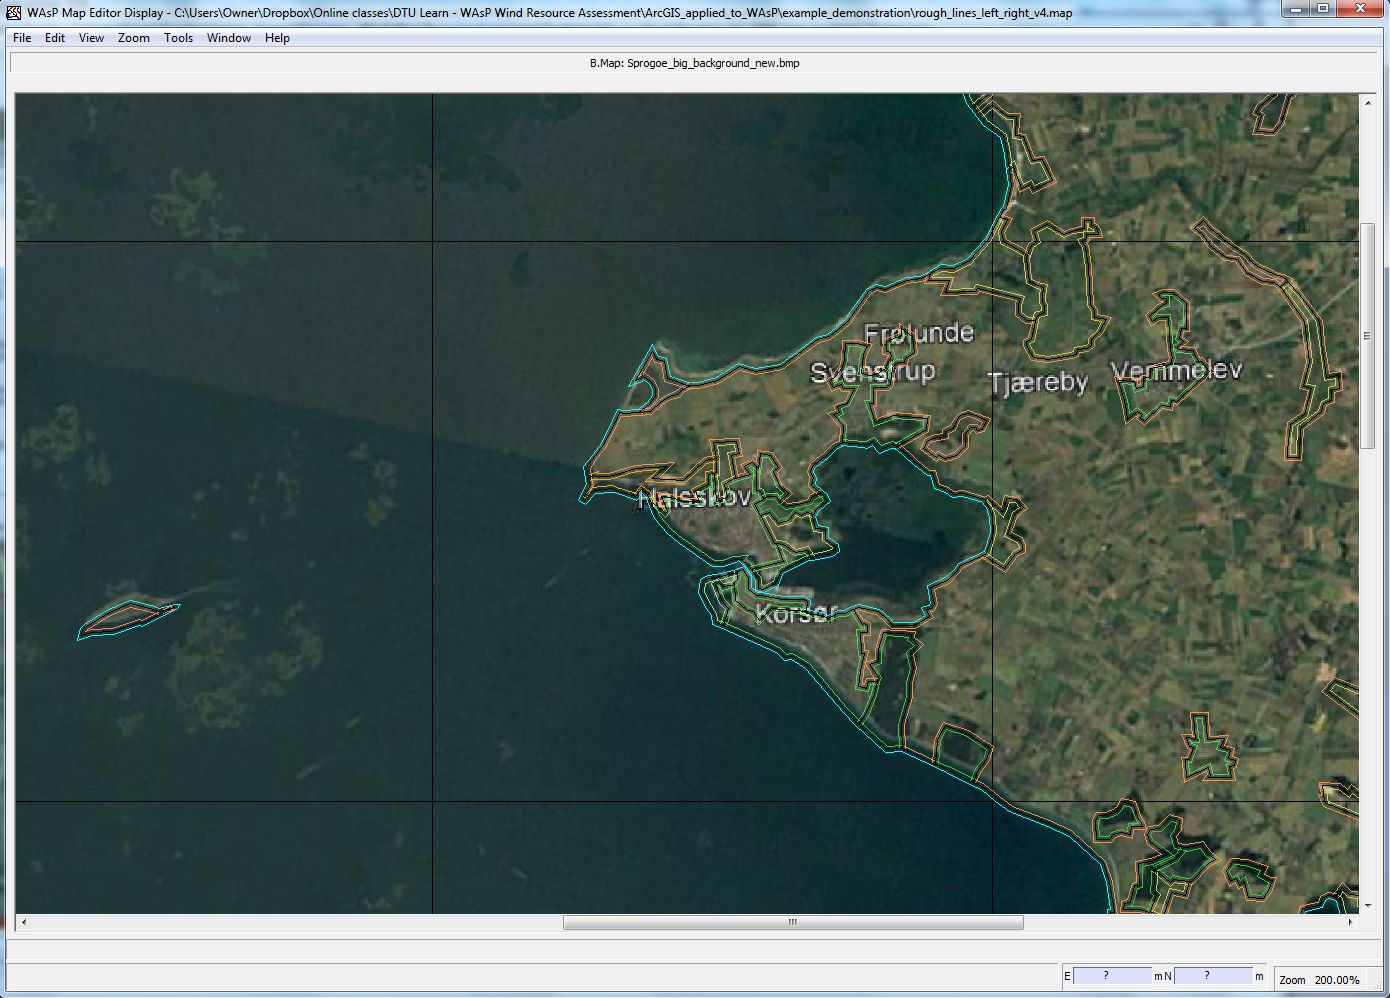 WAsP Map Editor Display - C:\Users\Owner\Dropbox\Online classes\DTU Learn - WAsP Wind Resource Assessment\ArcGIS_applied_to_WAsP\example_demonstration\rough_lines_left_right_v4.map
File Edit View Zoom Tools Window Help
B.Map: Sprogoe_big_background_new.bmp
Frølunde
Svenstrup
Tjæreby
Vemmelev
Halsskov
Korsør
E ? m N ? m
Zoom 200.00%